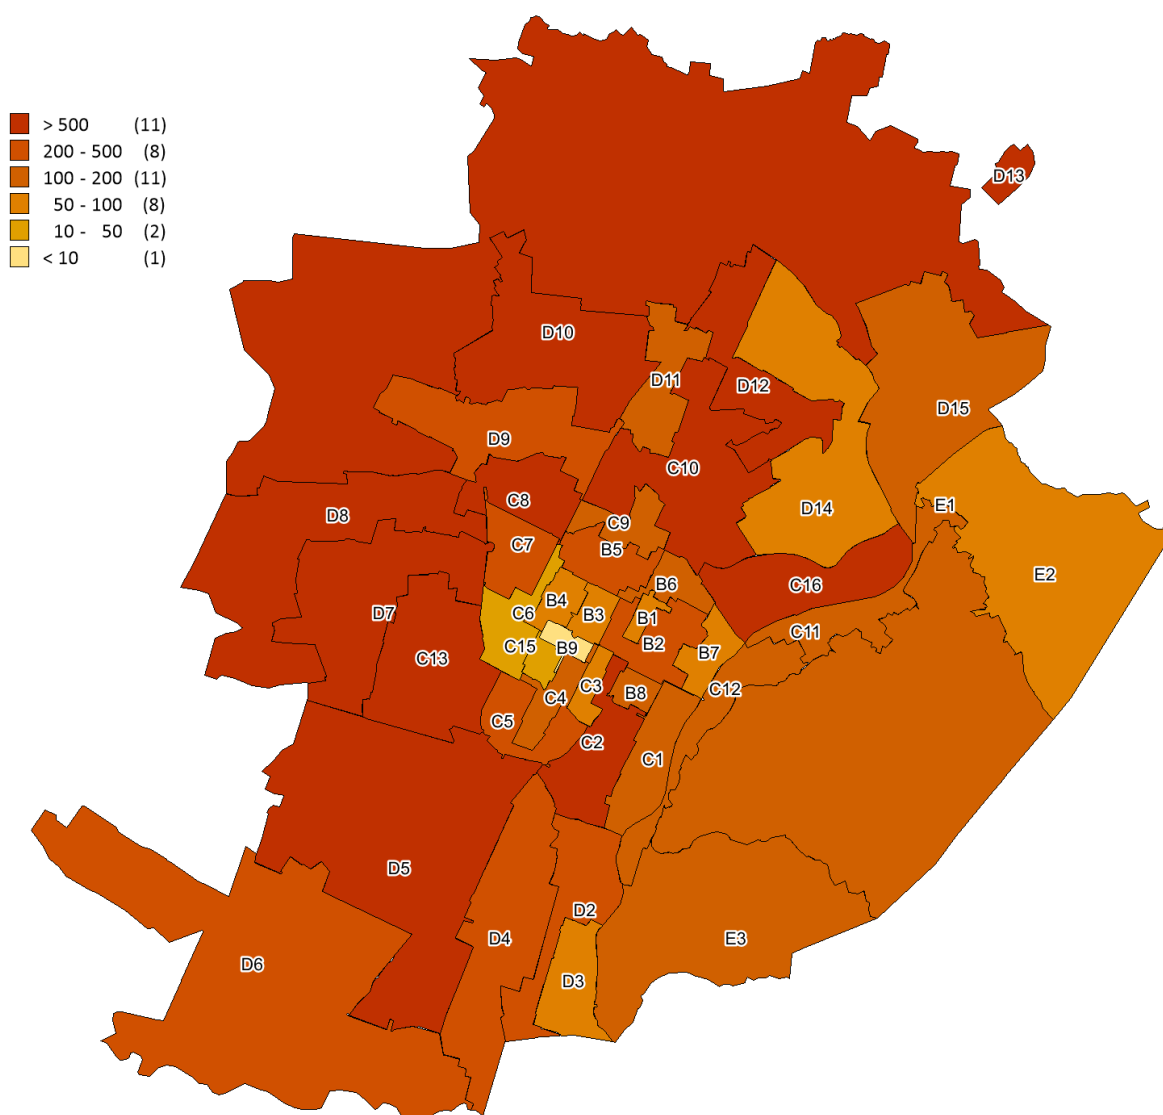 > 500 (11)
200 - 500 (8)
100 - 200 (11)
50 - 100 (8)
10 - 50 (2)
< 10 (1)
D13
D10
D11
D12
D15
D9
C10
C8
D8
D14
E1
C9
C7
B5
E2
B6
C16
B4
C6
D7
B3
B1
C11
C15
B9
B2
B7
C13
C3
C12
B8
C4
C5
C2
C1
D5
D2
D4
E3
D6
D3